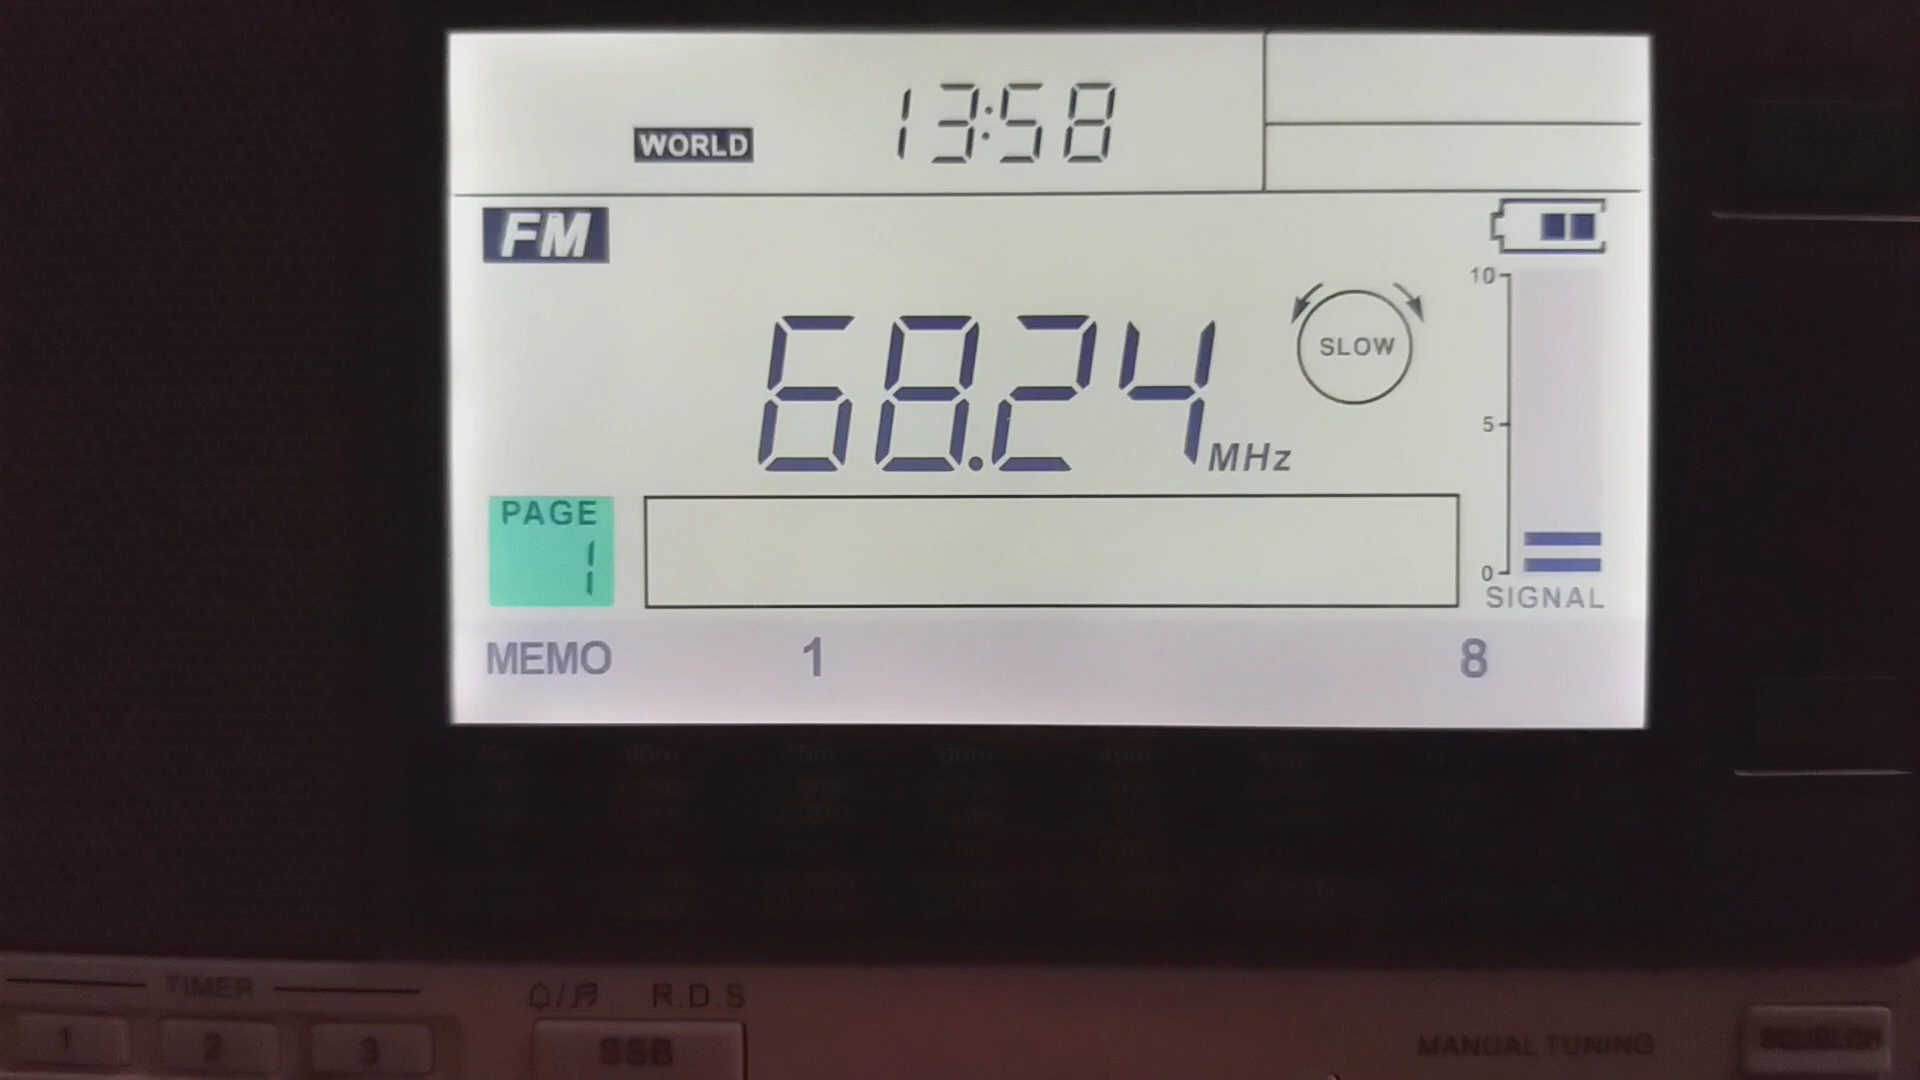 13:58
WORLD
FM
68.24 MHz
SLOW
10
5
0
SIGNAL
PAGE
1
MEMO 1 8
TIMER
R.D.S
1 2 3 SSB
MANUAL TUNING
SQUELCH